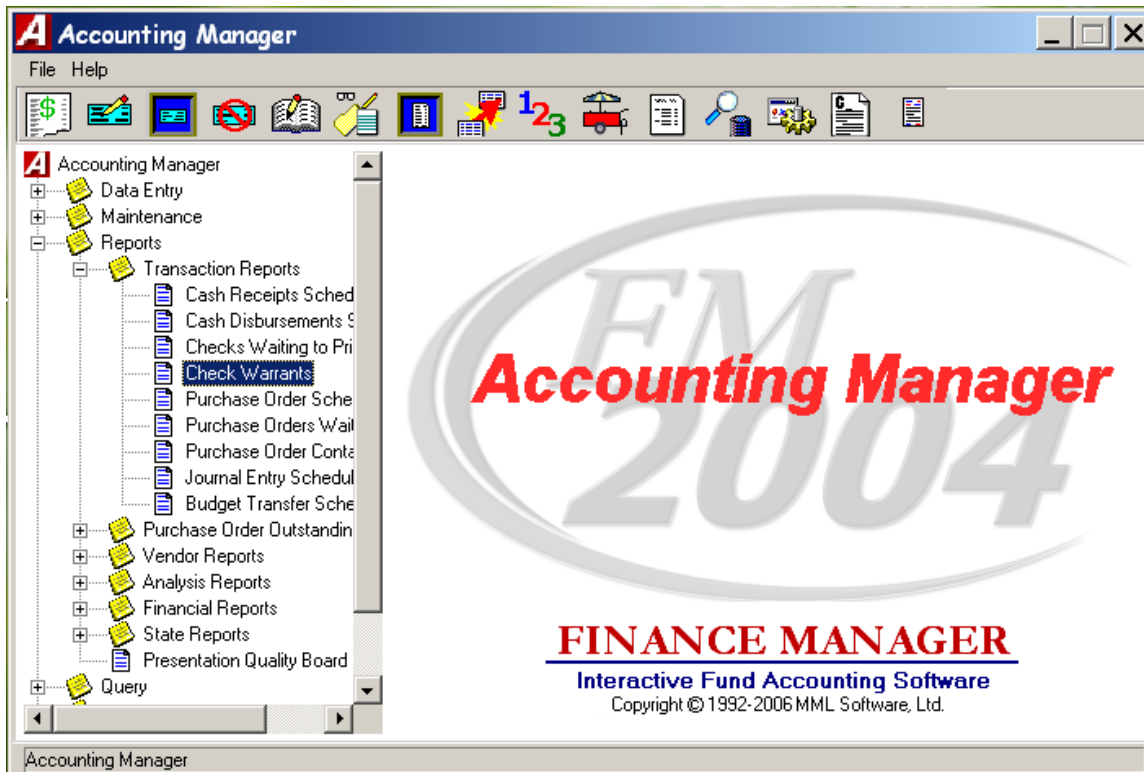 Accounting Manager
File Help
123
Accounting Manager
Data Entry
Maintenance
Reports
Transaction Reports
Cash Receipts Sched
Cash Disbursements S
Checks Waiting to Pri
Check Warrants
Purchase Order Sche
Purchase Orders Wait
Purchase Order Conta
Journal Entry Schedul
Budget Transfer Sche
Purchase Order Outstandin
Vendor Reports
Analysis Reports
Financial Reports
State Reports
Presentation Quality Board
Query
FM
Accounting Manager
2004
FINANCE MANAGER
Interactive Fund Accounting Software
Copyright © 1992-2006 MML Software, Ltd.
Accounting Manager